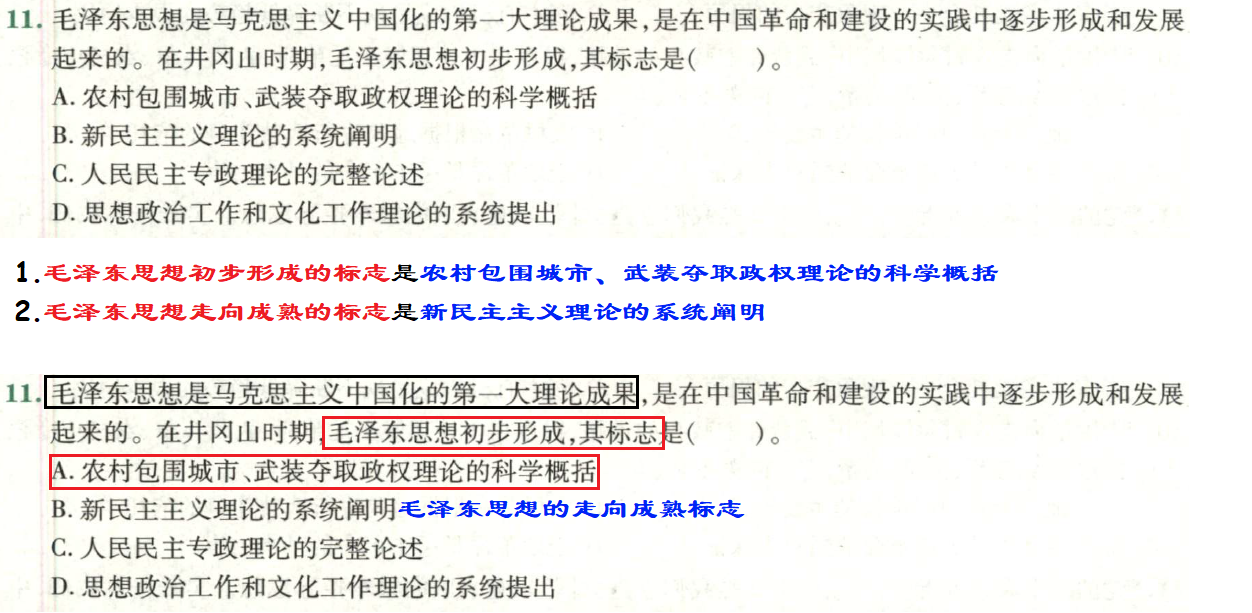 11. 毛泽东思想是马克思主义中国化的第一大理论成果,是在中国革命和建设的实践中逐步形成和发展
起来的。在井冈山时期,毛泽东思想初步形成,其标志是(  )。
A. 农村包围城市、武装夺取政权理论的科学概括
B. 新民主主义理论的系统阐明
C. 人民民主专政理论的完整论述
D. 思想政治工作和文化工作理论的系统提出
1.毛泽东思想初步形成的标志是农村包围城市、武装夺取政权理论的科学概括
2.毛泽东思想走向成熟的标志是新民主主义理论的系统阐明
11. 毛泽东思想是马克思主义中国化的第一大理论成果,是在中国革命和建设的实践中逐步形成和发展
起来的。在井冈山时期,毛泽东思想初步形成,其标志是(  )。
A. 农村包围城市、武装夺取政权理论的科学概括
B. 新民主主义理论的系统阐明毛泽东思想的走向成熟标志
C. 人民民主专政理论的完整论述
D. 思想政治工作和文化工作理论的系统提出